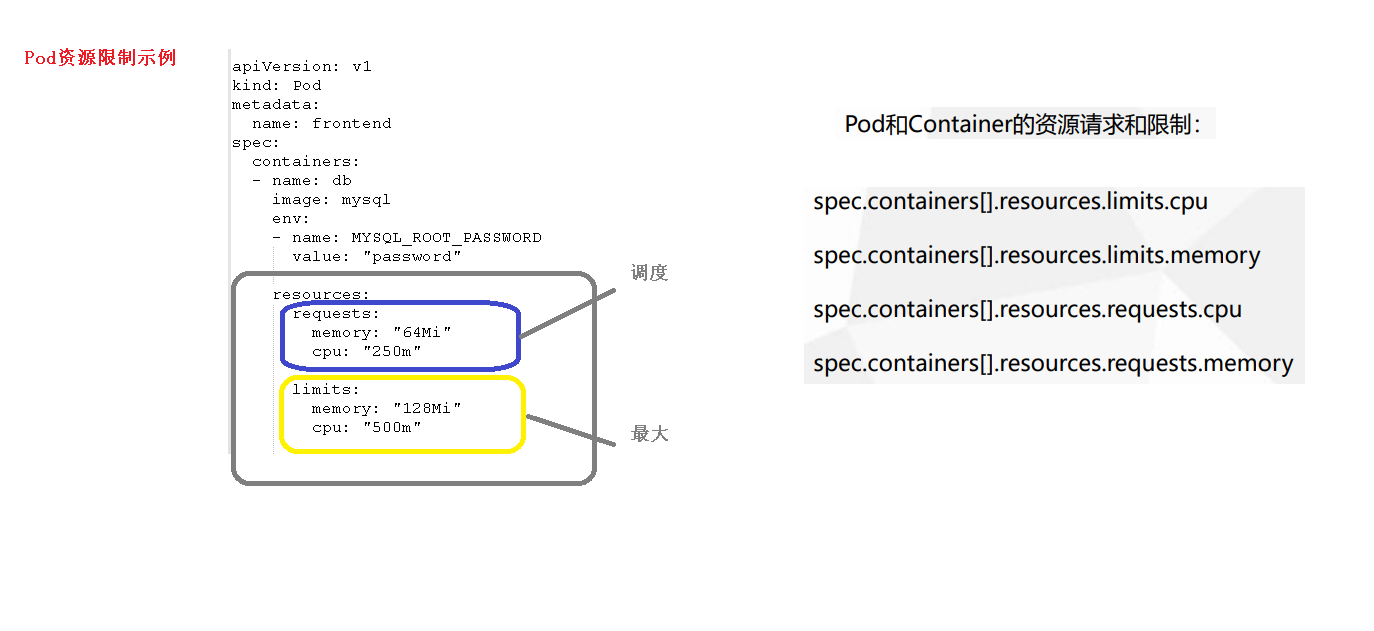 Pod资源限制示例
apiVersion: v1
kind: Pod
metadata:
  name: frontend
spec:
  containers:
  - name: db
    image: mysql
    env:
    - name: MYSQL_ROOT_PASSWORD
      value: "password"
    resources:
      requests:
        memory: "64Mi"
        cpu: "250m"
      limits:
        memory: "128Mi"
        cpu: "500m"
调度
最大
Pod和Container的资源请求和限制：
spec.containers[].resources.limits.cpu
spec.containers[].resources.limits.memory
spec.containers[].resources.requests.cpu
spec.containers[].resources.requests.memory